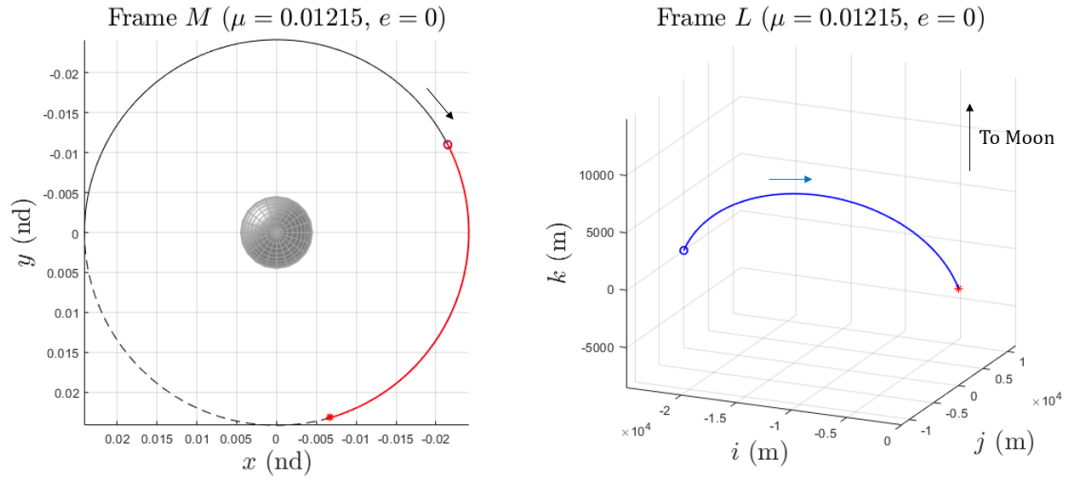 Frame M (μ = 0.01215, e = 0)
-0.02
-0.015
-0.01
-0.005
0
0.005
0.01
0.015
0.02
y (nd)
0.02 0.015 0.01 0.005 0 -0.005 -0.01 -0.015 -0.02
x (nd)
Frame L (μ = 0.01215, e = 0)
To Moon
10000
5000
0
-5000
k (m)
×10⁴
-2 -1.5 -1 -0.5 0
i (m)
-1 -0.5 0 0.5 1
×10⁴
j (m)